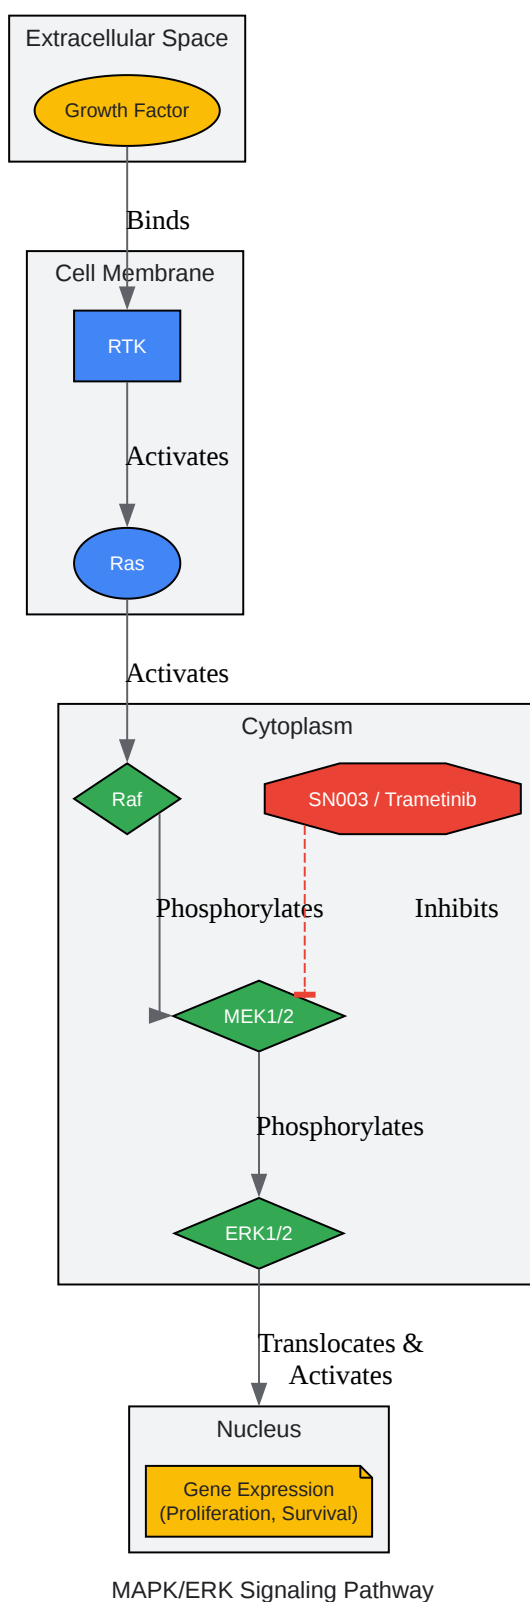 Extracellular Space
Growth Factor
Binds
Cell Membrane
RTK
Activates
Ras
Activates
Cytoplasm
Raf
SN003 / Trametinib
Phosphorylates
Inhibits
MEK1/2
Phosphorylates
ERK1/2
Translocates &
Activates
Nucleus
Gene Expression
(Proliferation, Survival)
MAPK/ERK Signaling Pathway